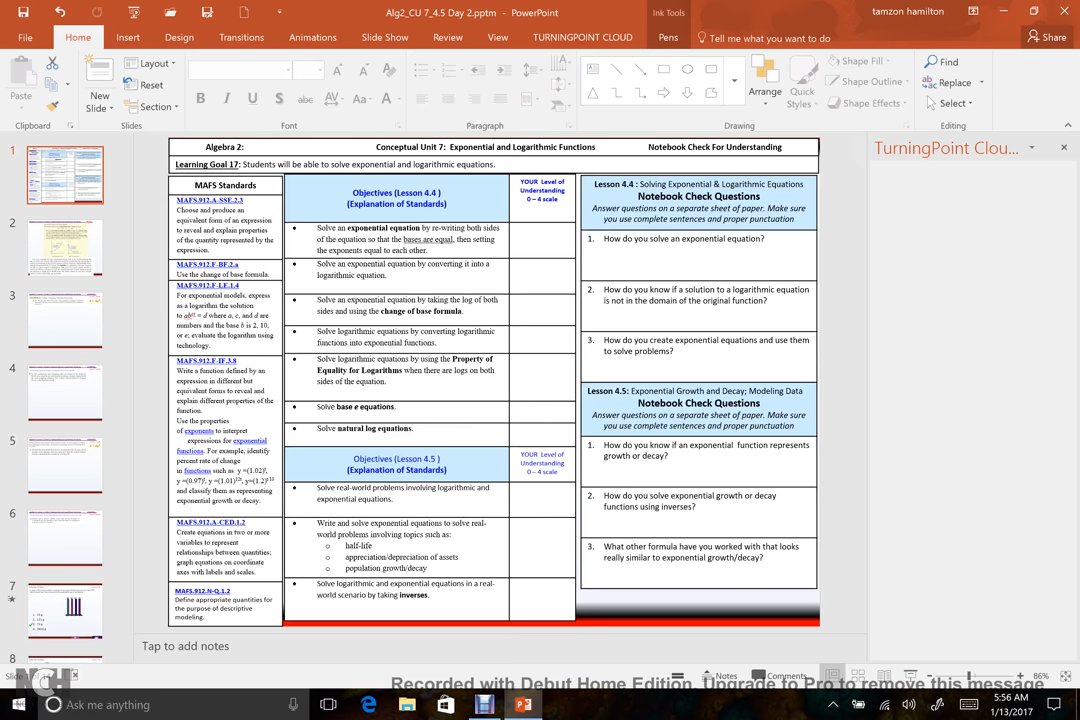 Alg2_CU 7_4.5 Day 2.pptm - PowerPoint
Ink Tools
tamzon hamilton
File Home Insert Design Transitions Animations Slide Show Review View TURNINGPOINT CLOUD Pens Tell me what you want to do Share
Paste
New
Slide
Layout
Reset
Section
Arrange
Quick
Styles
Shape Fill
Shape Outline
Shape Effects
Find
Replace
Select
Clipboard Slides Font Paragraph Drawing Editing
TurningPoint Clou...
Algebra 2: Conceptual Unit 7: Exponential and Logarithmic Functions Notebook Check For Understanding
Learning Goal 17: Students will be able to solve exponential and logarithmic equations.
MAFS Standards
MAFS.912.A-SSE.2.3
Choose and produce an
equivalent form of an expression
to reveal and explain properties
of the quantity represented by the
expression.
MAFS.912.F-BF.2.a
Use the change of base formula.
MAFS.912.F-LE.1.4
For exponential models, express
as a logarithm the solution
to ab^ct = d where a, c, and d are
numbers and the base b is 2, 10,
or e; evaluate the logarithm using
technology.
MAFS.912.F-IF.3.8
Write a function defined by an
expression in different but
equivalent forms to reveal and
explain different properties of the
function.
Use the properties
of exponents to interpret
expressions for exponential
functions. For example, identify
percent rate of change
in functions such as y =(1.02)ᵗ,
y =(0.97)ᵗ, y =(1.01)¹²ᵗ, y=(1.2)ᵗ/¹⁰
and classify them as representing
exponential growth or decay.
MAFS.912.A-CED.1.2
Create equations in two or more
variables to represent
relationships between quantities;
graph equations on coordinate
axes with labels and scales.
MAFS.912.N-Q.1.2
Define appropriate quantities for
the purpose of descriptive
modeling.
Objectives (Lesson 4.4 )
(Explanation of Standards)
YOUR Level of
Understanding
0 – 4 scale
• Solve an exponential equation by re-writing both sides
of the equation so that the bases are equal, then setting
the exponents equal to each other.
• Solve an exponential equation by converting it into a
logarithmic equation.
• Solve an exponential equation by taking the log of both
sides and using the change of base formula.
• Solve logarithmic equations by converting logarithmic
functions into exponential functions.
• Solve logarithmic equations by using the Property of
Equality for Logarithms when there are logs on both
sides of the equation.
• Solve base e equations.
• Solve natural log equations.
Objectives (Lesson 4.5 )
(Explanation of Standards)
YOUR Level of
Understanding
0 – 4 scale
• Solve real-world problems involving logarithmic and
exponential equations.
• Write and solve exponential equations to solve real-
world problems involving topics such as:
o half-life
o appreciation/depreciation of assets
o population growth/decay
• Solve logarithmic and exponential equations in a real-
world scenario by taking inverses.
Lesson 4.4 : Solving Exponential & Logarithmic Equations
Notebook Check Questions
Answer questions on a separate sheet of paper. Make sure
you use complete sentences and proper punctuation
1. How do you solve an exponential equation?
2. How do you know if a solution to a logarithmic equation
is not in the domain of the original function?
3. How do you create exponential equations and use them
to solve problems?
Lesson 4.5: Exponential Growth and Decay; Modeling Data
Notebook Check Questions
Answer questions on a separate sheet of paper. Make sure
you use complete sentences and proper punctuation
1. How do you know if an exponential function represents
growth or decay?
2. How do you solve exponential growth or decay
functions using inverses?
3. What other formula have you worked with that looks
really similar to exponential growth/decay?
1
2
3
4
5
6
7
8
Tap to add notes
Slide 1 of 14
Notes Comments 86%
NCH
Recorded with Debut Home Edition. Upgrade to Pro to remove this message
Ask me anything
5:56 AM
1/13/2017